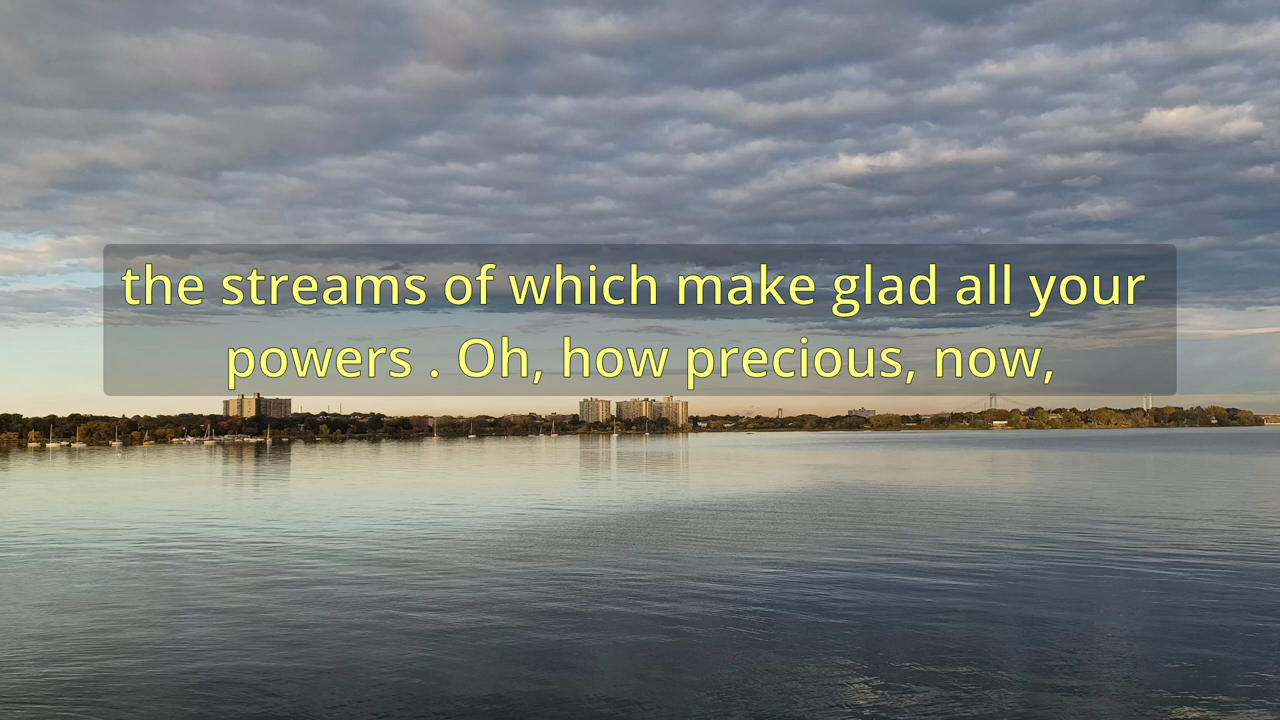 the streams of which make glad all your
powers . Oh, how precious, now,